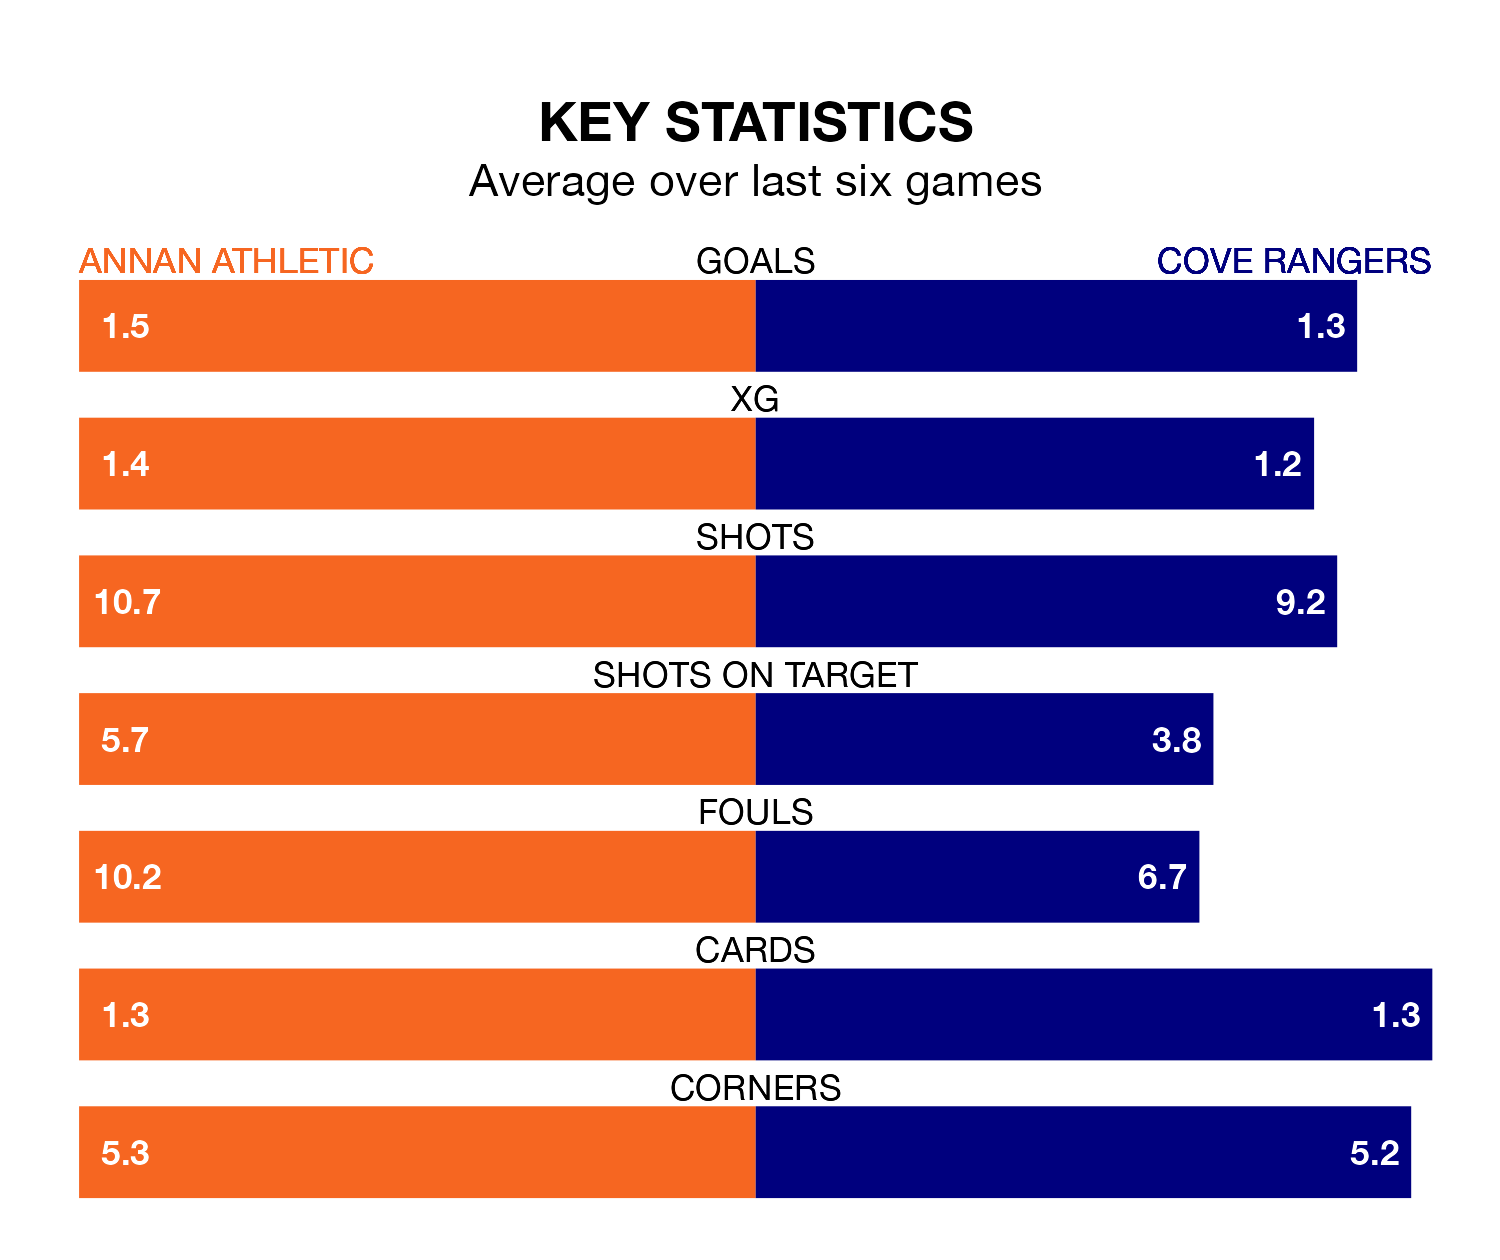 KEY STATISTICS
Average over last six games
ANNAN ATHLETIC GOALS COVE RANGERS
1.5 1.3
XG
1.4 1.2
SHOTS
10.7 9.2
SHOTS ON TARGET
5.7 3.8
FOULS
10.2 6.7
CARDS
1.3 1.3
CORNERS
5.3 5.2